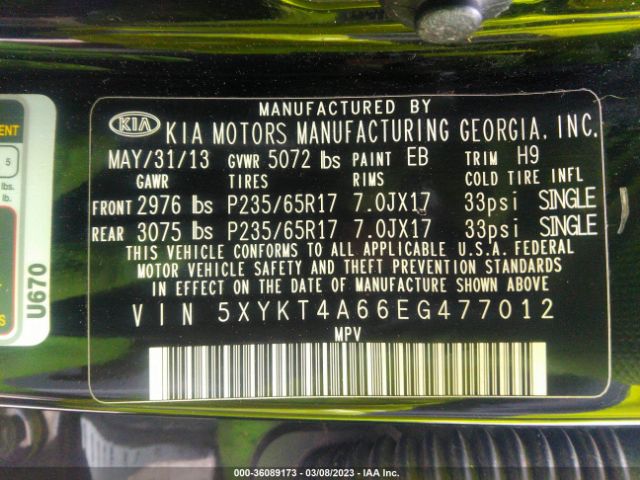 MANUFACTURED BY
KIA KIA MOTORS MANUFACTURING GEORGIA, INC.
MAY/31/13 GVWR 5072 lbs PAINT EB TRIM H9
GAWR TIRES RIMS COLD TIRE INFL
FRONT 2976 lbs P235/65R17 7.0JX17 33psi SINGLE
REAR 3075 lbs P235/65R17 7.0JX17 33psi SINGLE
THIS VEHICLE CONFORMS TO ALL APPLICABLE U.S.A. FEDERAL
MOTOR VEHICLE SAFETY AND THEFT PREVENTION STANDARDS
IN EFFECT ON THE DATE OF MANUFACTURE SHOWN ABOVE
VIN 5XYKT4A66EG477012
MPV
5
lbs.
U670
000-36089173 - 03/08/2023 - IAA Inc.